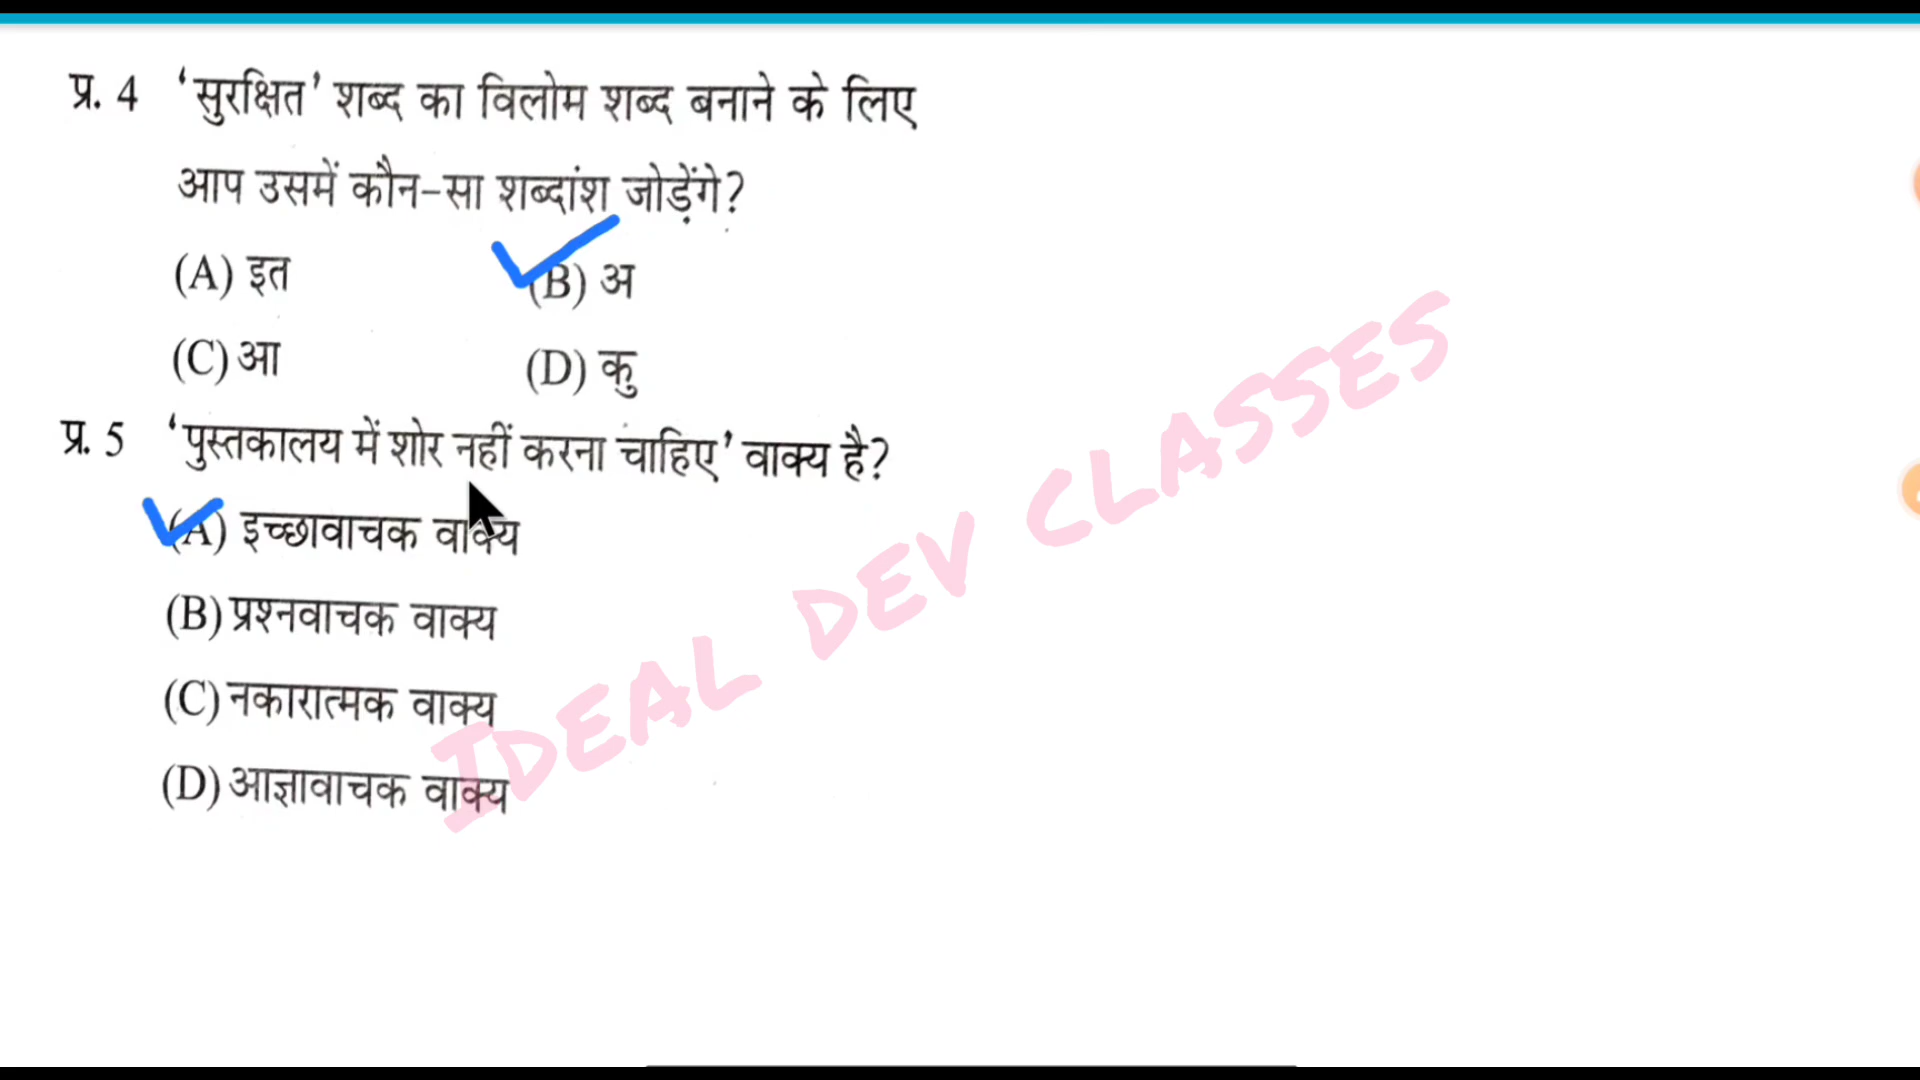 प्र. 4 ‘सुरक्षित’ शब्द का विलोम शब्द बनाने के लिए
आप उसमें कौन-सा शब्दांश जोड़ेंगे?
(A) इत (B) अ
(C) आ (D) कु
प्र. 5 ‘पुस्तकालय में शोर नहीं करना चाहिए’ वाक्य है?
(A) इच्छावाचक वाक्य
(B) प्रश्नवाचक वाक्य
(C) नकारात्मक वाक्य
(D) आज्ञावाचक वाक्य
IDEAL DEV CLASSES